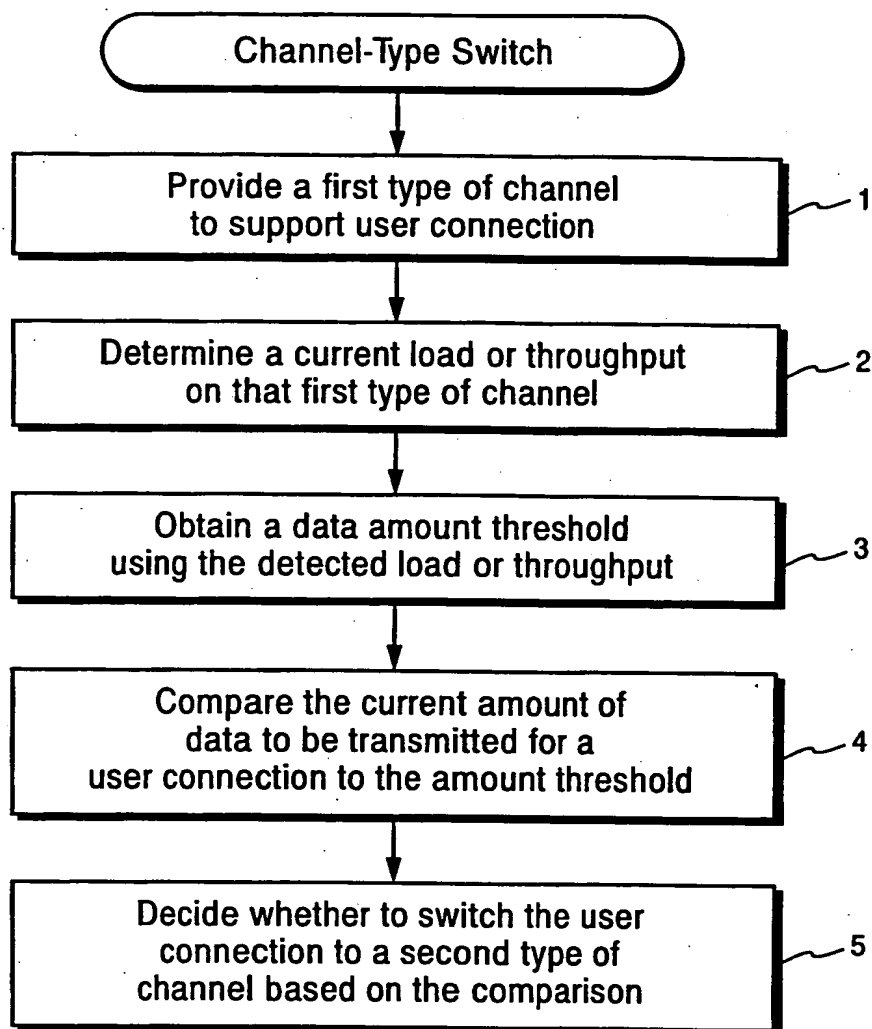 Channel-Type Switch
Provide a first type of channel
to support user connection
1
Determine a current load or throughput
on that first type of channel
2
Obtain a data amount threshold
using the detected load or throughput
3
Compare the current amount of
data to be transmitted for a
user connection to the amount threshold
4
Decide whether to switch the user
connection to a second type of
channel based on the comparison
5